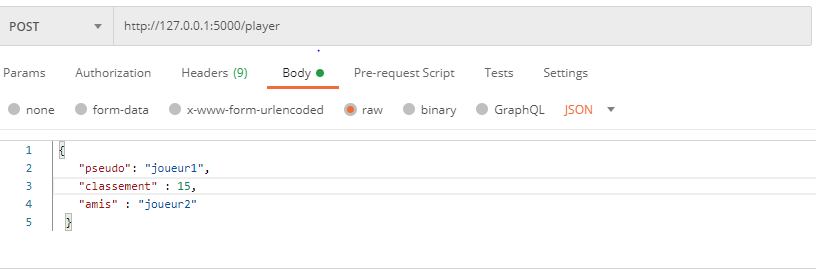 POST http://127.0.0.1:5000/player
Params Authorization Headers (9) Body Pre-request Script Tests Settings
none form-data x-www-form-urlencoded raw binary GraphQL JSON
1 {
2 "pseudo": "joueur1",
3 "classement" : 15,
4 "amis" : "joueur2"
5 }